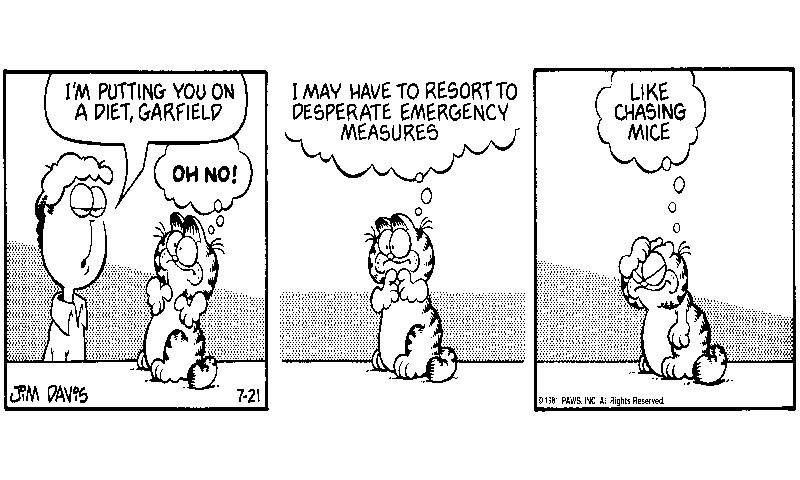 I'M PUTTING YOU ON
A DIET, GARFIELD
OH NO!
JIM DAVIS
7-21
I MAY HAVE TO RESORT TO
DESPERATE EMERGENCY
MEASURES
LIKE
CHASING
MICE
© 1981 PAWS, INC. All Rights Reserved.